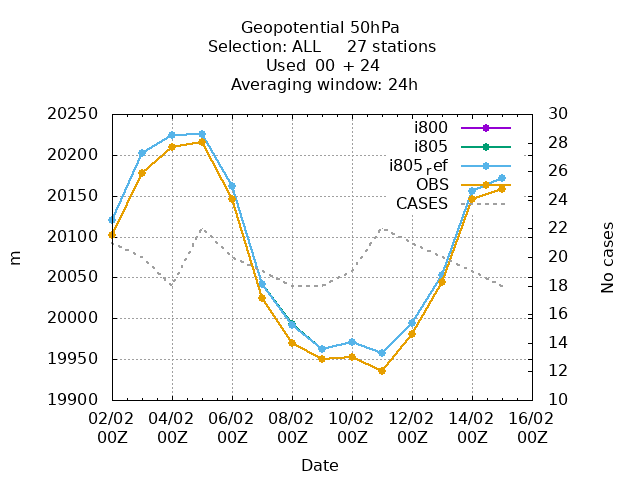 Geopotential 50hPa
Selection: ALL     27 stations
Used  00 + 24
Averaging window: 24h
20250
20200
20150
20100
20050
20000
19950
19900
m
30
28
26
24
22
20
18
16
14
12
10
No cases
i800
i805
i805ref
OBS
CASES
02/02 04/02 06/02 08/02 10/02 12/02 14/02 16/02
00Z 00Z 00Z 00Z 00Z 00Z 00Z 00Z
Date